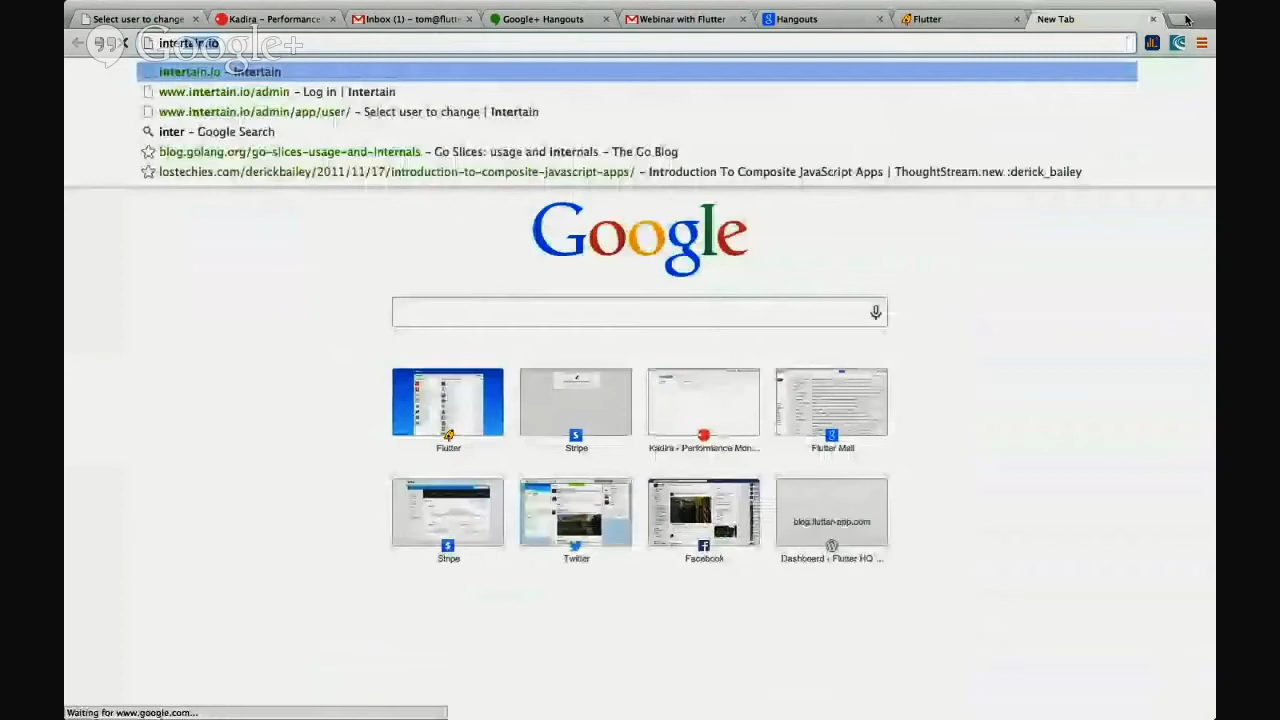 Select user to change
Kadira - Performance
Inbox (1) - tom@flutte
Google+ Hangouts
Webinar with Flutter
Hangouts
Flutter
New Tab
intertain.io
Google+
intertain.io - Intertain
www.intertain.io/admin - Log in | Intertain
www.intertain.io/admin/app/user/ - Select user to change | Intertain
inter - Google Search
blog.golang.org/go-slices-usage-and-internals - Go Slices: usage and internals - The Go Blog
lostechies.com/derickbailey/2011/11/17/introduction-to-composite-javascript-apps/ - Introduction To Composite JavaScript Apps | ThoughtStream.new :derick_bailey
Google
Flutter
Stripe
Kadira - Performance Mon...
Flutter Mail
blog.flutter-app.com
Stripe
Twitter
Facebook
Dashboard ‹ Flutter HQ ...
Waiting for www.google.com...